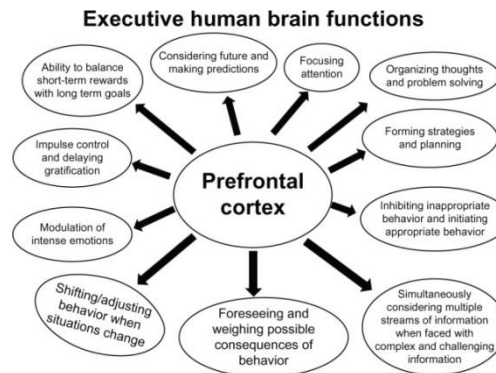 Executive human brain functions
Ability to balance
short-term rewards
with long term goals
Considering future and
making predictions
Focusing
attention
Organizing thoughts
and problem solving
Impulse control
and delaying
gratification
Prefrontal
cortex
Forming strategies
and planning
Modulation of
intense emotions
Inhibiting inappropriate
behavior and initiating
appropriate behavior
Shifting/adjusting
behavior when
situations change
Foreseeing and
weighing possible
consequences of
behavior
Simultaneously
considering multiple
streams of information
when faced with
complex and challenging
information